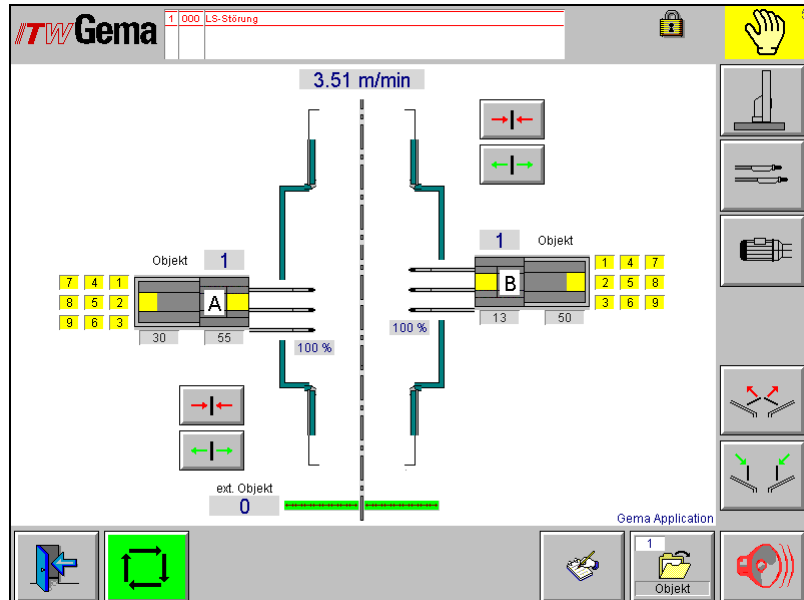 ITW Gema
1 000 LS-Störung
3.51 m/min
1 Objekt
Objekt 1
7 4 1
8 5 2
9 6 3
A
B
1 4 7
2 5 8
3 6 9
30 55
13 50
100 %
100 %
ext. Objekt
0
Gema Application
1
Objekt